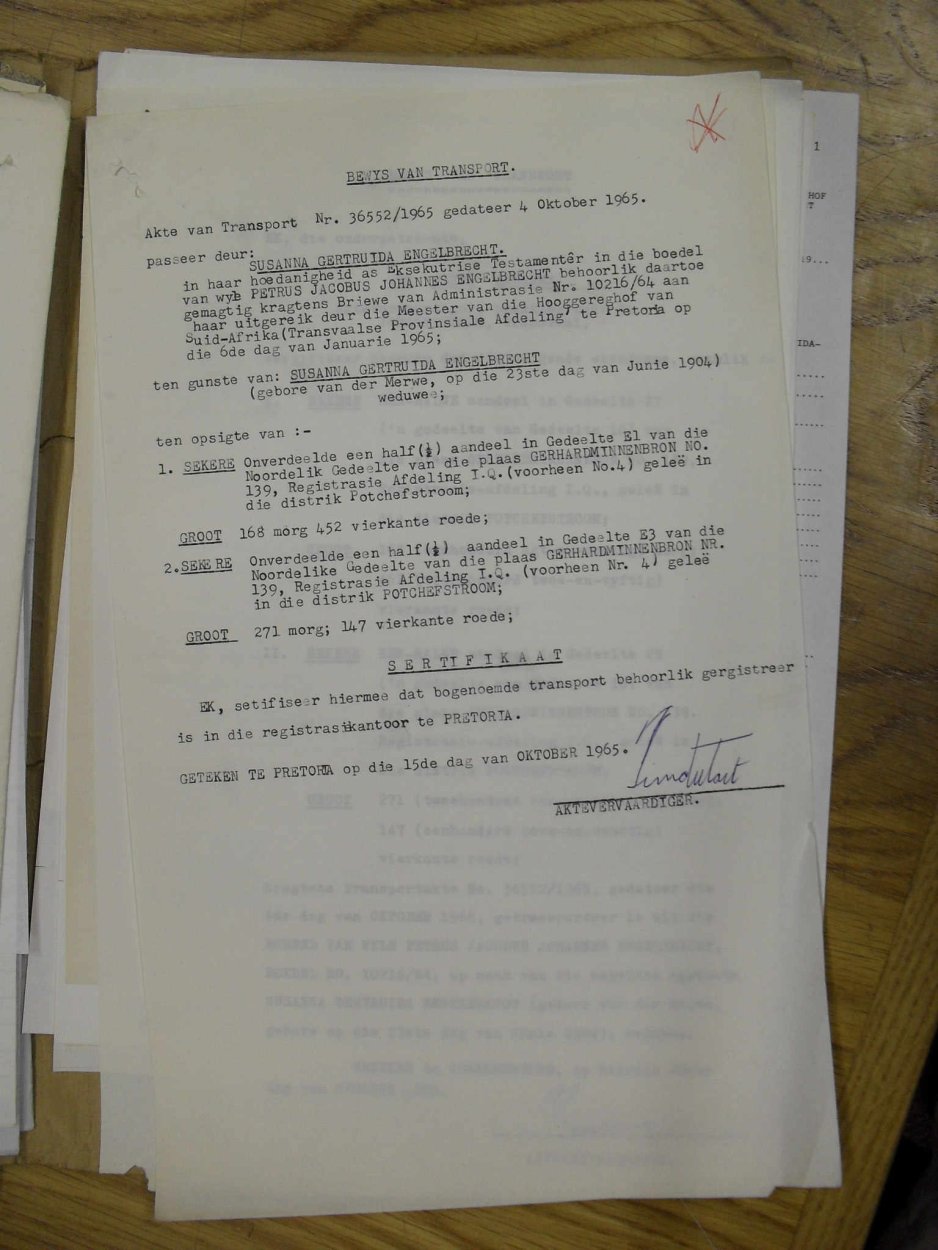 BEWYS VAN TRANSPORT.
Akte van Transport Nr. 36552/1965 gedateer 4 Oktober 1965.
passeer deur:
SUSANNA GERTRUIDA ENGELBRECHT.
in haar hoedanigheid as Eksekutrise Testamentêr in die boedel
van wyle PETRUS JACOBUS JOHANNES ENGELBRECHT behoorlik daartoe
gemagtig kragtens Briewe van Administrasie Nr. 10216/64 aan
haar uitgereik deur die Meester van die Hooggereghof van
Suid-Afrika(Transvaalse Provinsiale Afdeling) te Pretoria op
die 6de dag van Januarie 1965;
ten gunste van: SUSANNA GERTRUIDA ENGELBRECHT
(gebore van der Merwe, op die 23ste dag van Junie 1904)
weduwee;
ten opsigte van :-
1. SEKERE Onverdeelde een half(½) aandeel in Gedeelte E1 van die
Noordelik Gedeelte van die plaas GERHARDMINNENBRON NO.
139, Registrasie Afdeling I.Q.(voorheen No.4) geleë in
die distrik Potchefstroom;
GROOT 168 morg 452 vierkante roede;
2.SEKERE Onverdeelde een half(½) aandeel in Gedeelte E3 van die
Noordelike Gedeelte van die plaas GERHARDMINNENBRON NR.
139, Registrasie Afdeling I.Q. (voorheen Nr. 4) geleë
in die distrik POTCHEFSTROOM;
GROOT 271 morg; 147 vierkante roede;
SERTIFIKAAT
EK, setifiseer hiermee dat bogenoemde transport behoorlik gergistreer
is in die registrasikantoor te PRETORIA.
GETEKEN TE PRETORIA op die 15de dag van OKTOBER 1965.
AKTEVERVAARDIGER.
1
HOF
IDA-